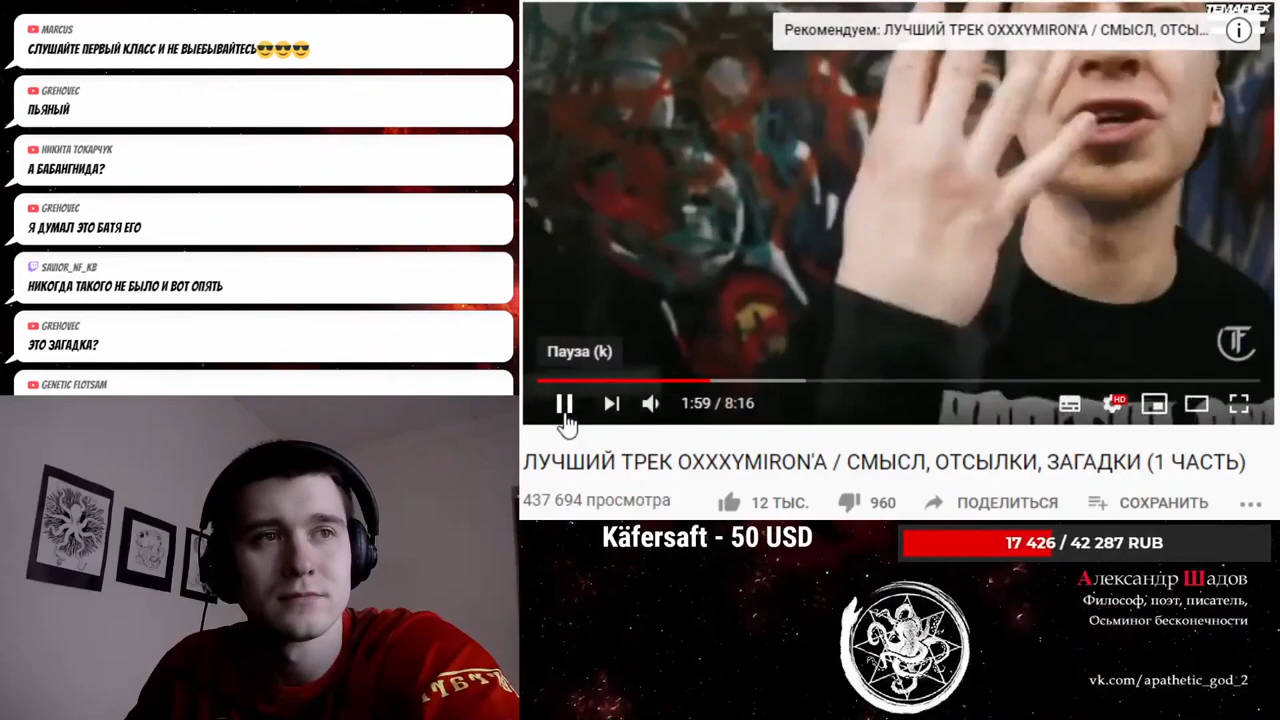 MARCUS
СЛУШАЙТЕ ПЕРВЫЙ КЛАСС И НЕ ВЫЕБЫВАЙТЕСЬ😎😎😎
GREHOVEC
ПЬЯНЫЙ
НИКИТА ТОКАРЧУК
А БАБАНГНИДА?
GREHOVEC
Я ДУМАЛ ЭТО БАТЯ ЕГО
SAVIOR_NF_KB
НИКОГДА ТАКОГО НЕ БЫЛО И ВОТ ОПЯТЬ
GREHOVEC
ЭТО ЗАГАДКА?
GENETIC FLOTSAM
TEMAFLEX
Рекомендуем: ЛУЧШИЙ ТРЕК OXXXYMIRON'A / СМЫСЛ, ОТСЫ...
TF
Пауза (k)
1:59 / 8:16
HD
ЛУЧШИЙ ТРЕК OXXXYMIRON'A / СМЫСЛ, ОТСЫЛКИ, ЗАГАДКИ (1 ЧАСТЬ)
437 694 просмотра
12 ТЫС.
960
ПОДЕЛИТЬСЯ
СОХРАНИТЬ
Käfersaft - 50 USD
17 426 / 42 287 RUB
Александр Шадов
Философ, поэт, писатель,
Осьминог бесконечности
vk.com/apathetic_god_2